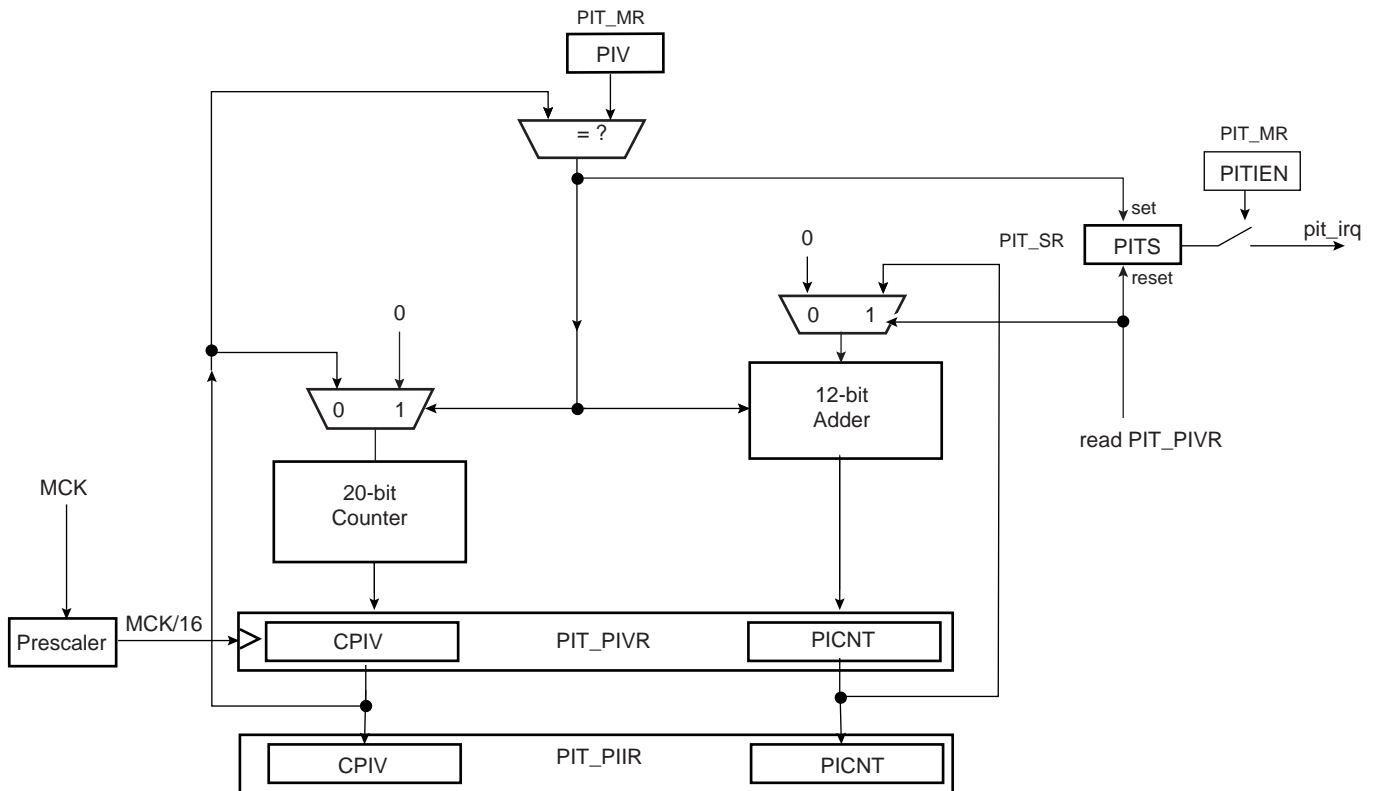 PIT_MR
PIV
= ?
PIT_MR
PITIEN
set
0
PIT_SR
PITS
pit_irq
reset
0
0 1
0 1
12-bit
Adder
read PIT_PIVR
MCK
20-bit
Counter
MCK/16
Prescaler
CPIV
PIT_PIVR
PICNT
CPIV
PIT_PIIR
PICNT